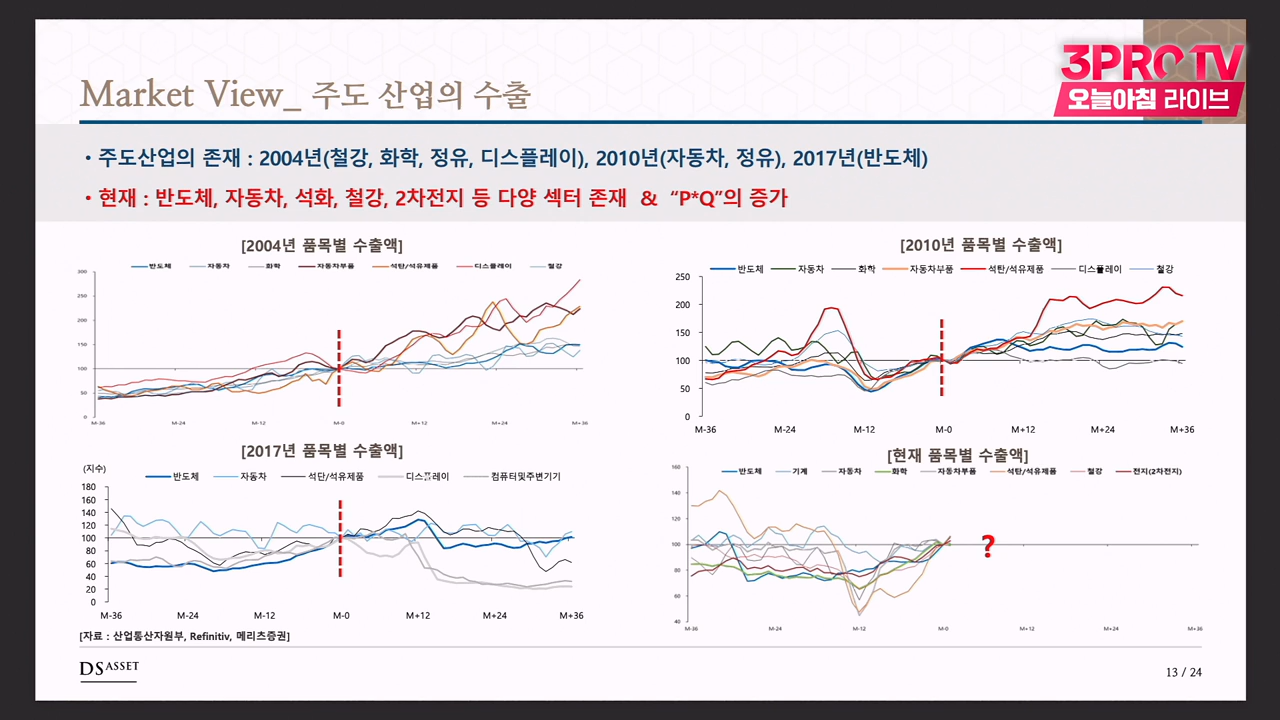 3PROTV
오늘아침 라이브
Market View_ 주도 산업의 수출
• 주도산업의 존재 : 2004년(철강, 화학, 정유, 디스플레이), 2010년(자동차, 정유), 2017년(반도체)
• 현재 : 반도체, 자동차, 석화, 철강, 2차전지 등 다양 섹터 존재 & “P*Q”의 증가
[2004년 품목별 수출액]
반도체 자동차 화학 자동차부품 석탄/석유제품 디스플레이 철강
300
250
200
150
100
50
0
M-36 M-24 M-12 M-0 M+12 M+24 M+36
[2010년 품목별 수출액]
반도체 자동차 화학 자동차부품 석탄/석유제품 디스플레이 철강
250
200
150
100
50
0
M-36 M-24 M-12 M-0 M+12 M+24 M+36
[2017년 품목별 수출액]
(지수)
반도체 자동차 석탄/석유제품 디스플레이 컴퓨터및주변기기
180
160
140
120
100
80
60
40
20
0
M-36 M-24 M-12 M-0 M+12 M+24 M+36
[현재 품목별 수출액]
반도체 기계 자동차 화학 자동차부품 석탄/석유제품 철강 전지(2차전지)
160
140
120
100
80
60
40
?
M-36 M-24 M-12 M-0 M+12 M+24 M+36
[자료 : 산업통산자원부, Refinitiv, 메리츠증권]
DS ASSET
13 / 24